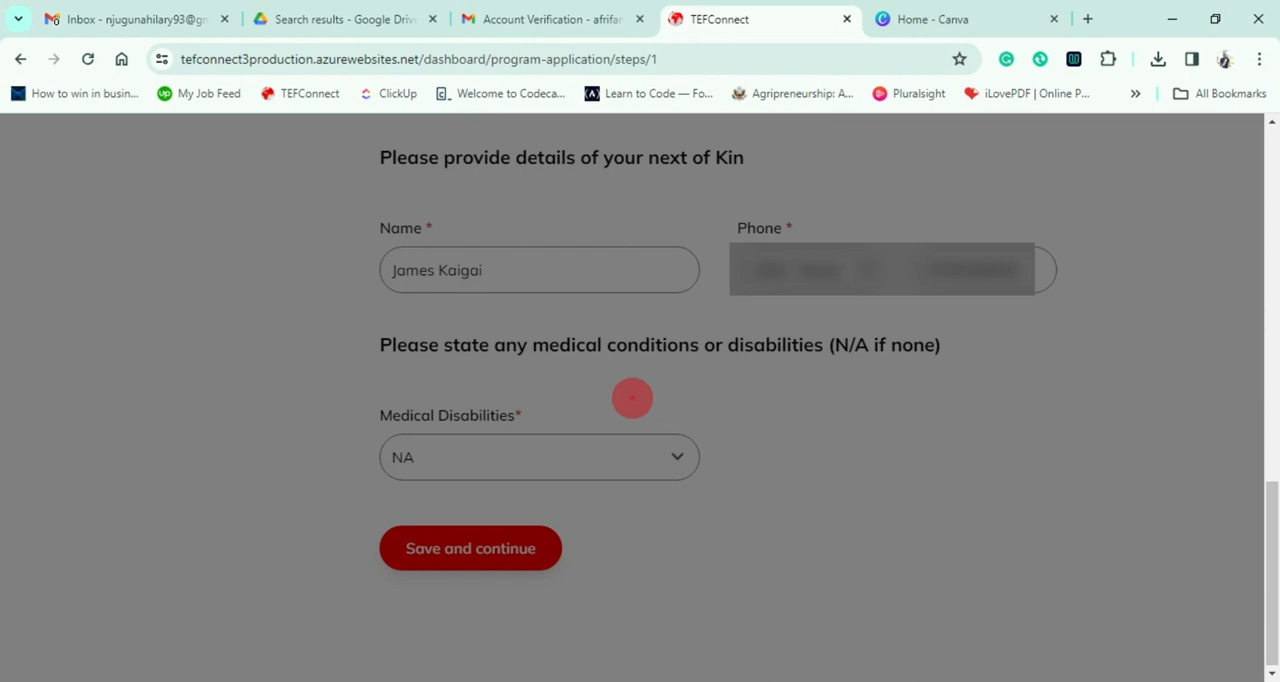 Inbox - njugunahilary93@gm
Search results - Google Driv
Account Verification - afrifan
TEFConnect
Home - Canva
tefconnect3production.azurewebsites.net/dashboard/program-application/steps/1
How to win in busin...
My Job Feed
TEFConnect
ClickUp
Welcome to Codeca...
Learn to Code — Fo...
Agripreneurship: A...
Pluralsight
iLovePDF | Online P...
All Bookmarks
Please provide details of your next of Kin
Name *
Phone *
James Kaigai
Please state any medical conditions or disabilities (N/A if none)
Medical Disabilities*
NA
Save and continue